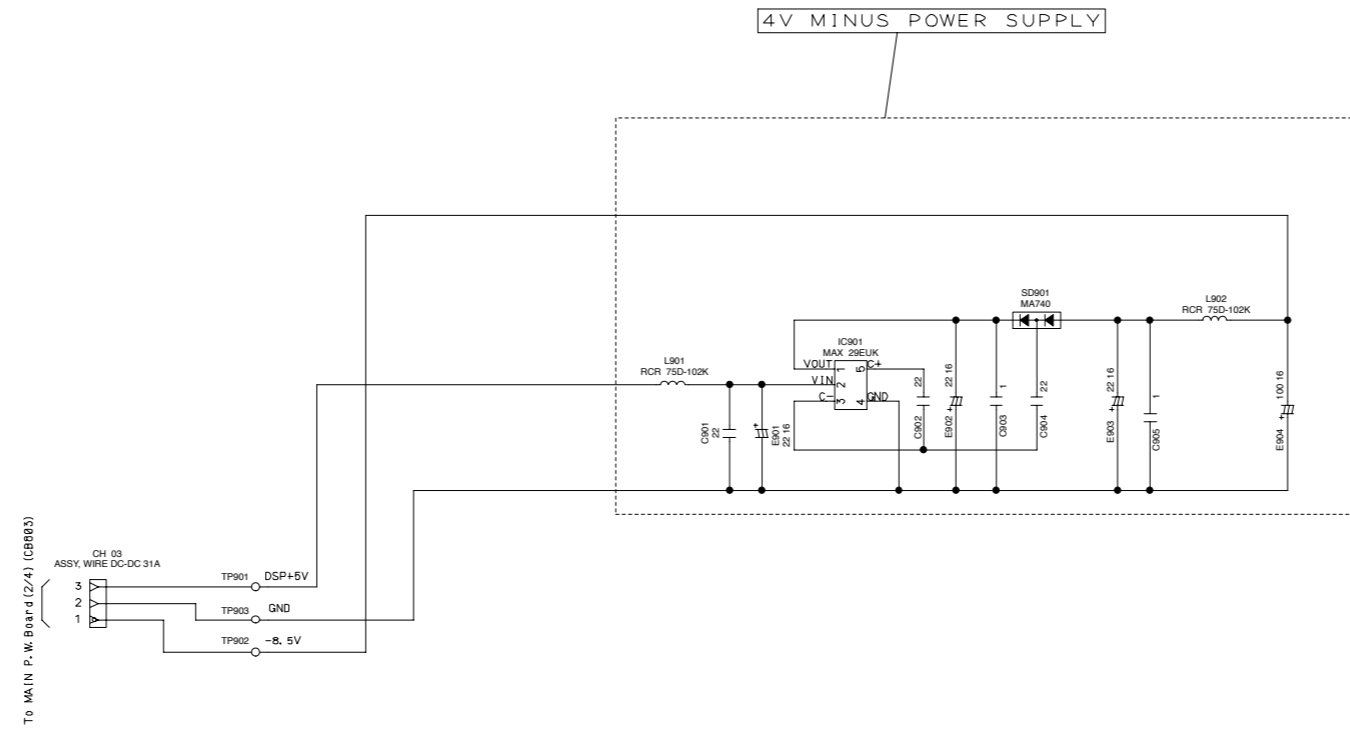 4V MINUS POWER SUPPLY
SD901
MA740
L902
RCR 75D-102K
IC901
MAX 29EUK
L901
RCR 75D-102K
VOUT
1
5
C+
VIN
2
C-
3
4
GND
C901
22
E901
22 16
C902
22
E902
22 16
+
C903
1
C904
22
E903
22 16
+
C905
1
E904
100 16
+
To MAIN P.W.Board(2/4)(CB803)
CH 03
ASSY, WIRE DC-DC 31A
3
2
1
TP901 DSP+5V
TP903 GND
TP902 -8.5V